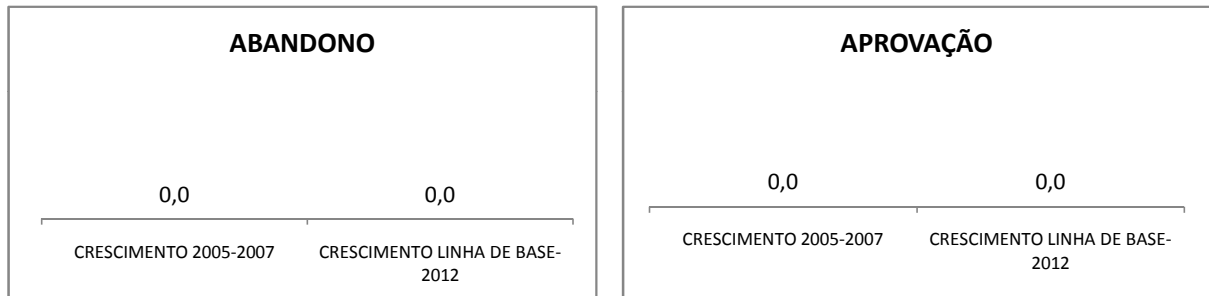 ABANDONO
0,0
0,0
CRESCIMENTO 2005-2007
CRESCIMENTO LINHA DE BASE-
2012
APROVAÇÃO
0,0
0,0
CRESCIMENTO 2005-2007
CRESCIMENTO LINHA DE BASE-
2012